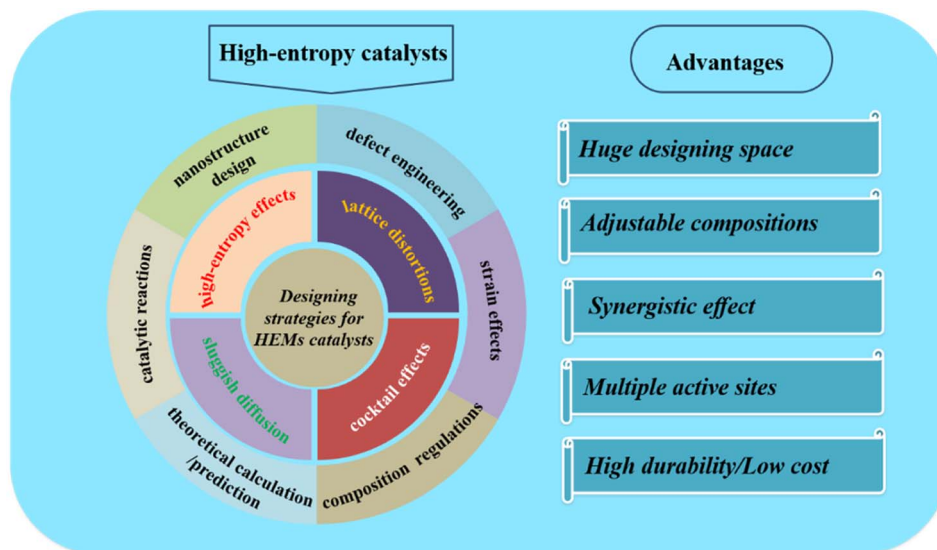 High-entropy catalysts
Advantages
nanostructure
design
defect engineering
strain effects
composition regulations
theoretical calculation
/prediction
catalytic reactions
high-entropy effects
lattice distortions
cocktail effects
sluggish diffusion
Designing
strategies for
HEMs catalysts
Huge designing space
Adjustable compositions
Synergistic effect
Multiple active sites
High durability/Low cost